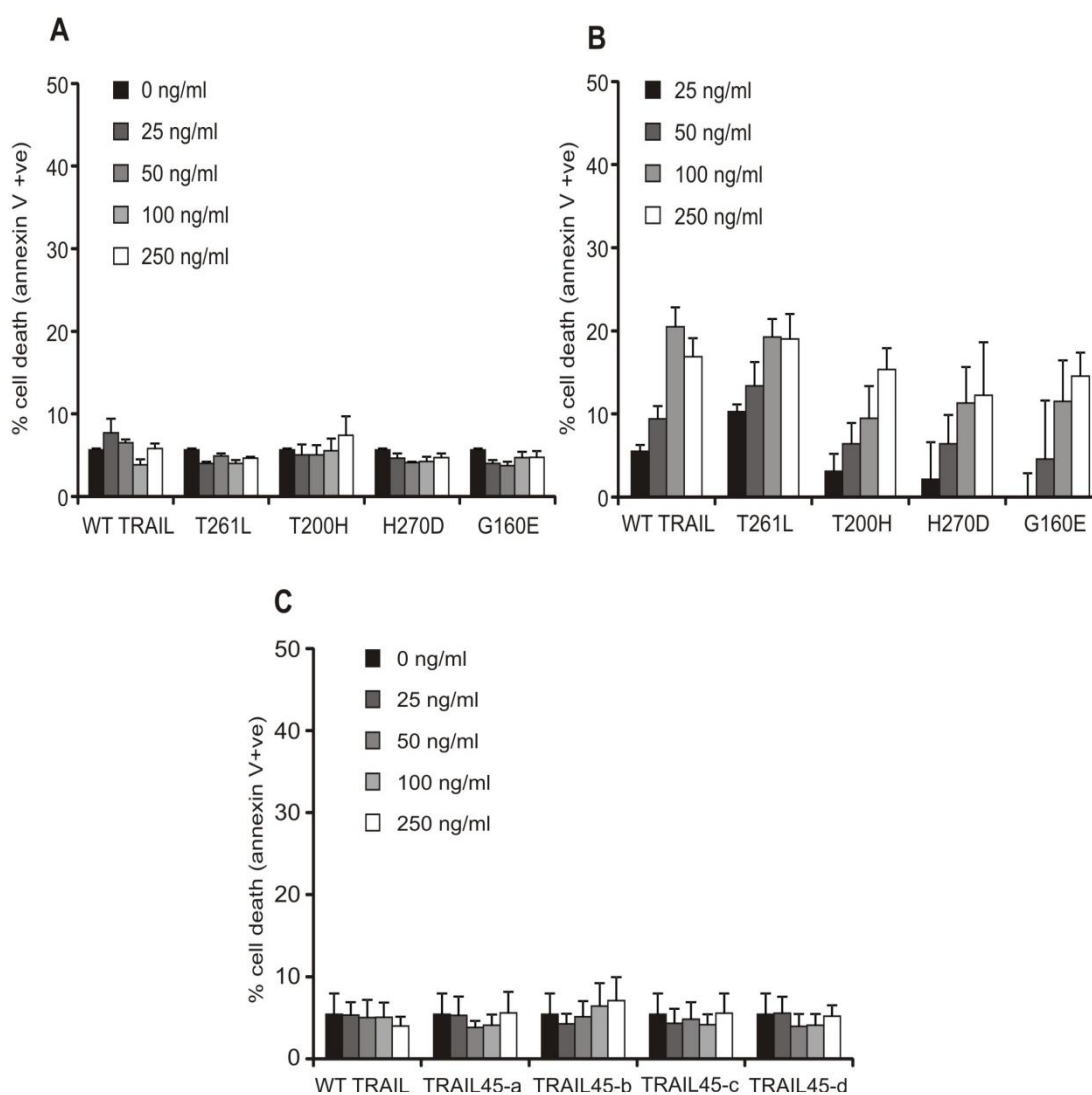 A
% cell death (annexin V +ve)
50
40
30
20
10
0
0 ng/ml
25 ng/ml
50 ng/ml
100 ng/ml
250 ng/ml
WT TRAIL T261L T200H H270D G160E
B
% cell death (annexin V +ve)
50
40
30
20
10
0
25 ng/ml
50 ng/ml
100 ng/ml
250 ng/ml
WT TRAIL T261L T200H H270D G160E
C
% cell death (annexin V+ve)
50
40
30
20
10
0
0 ng/ml
25 ng/ml
50 ng/ml
100 ng/ml
250 ng/ml
WT TRAIL TRAIL45-a TRAIL45-b TRAIL45-c TRAIL45-d